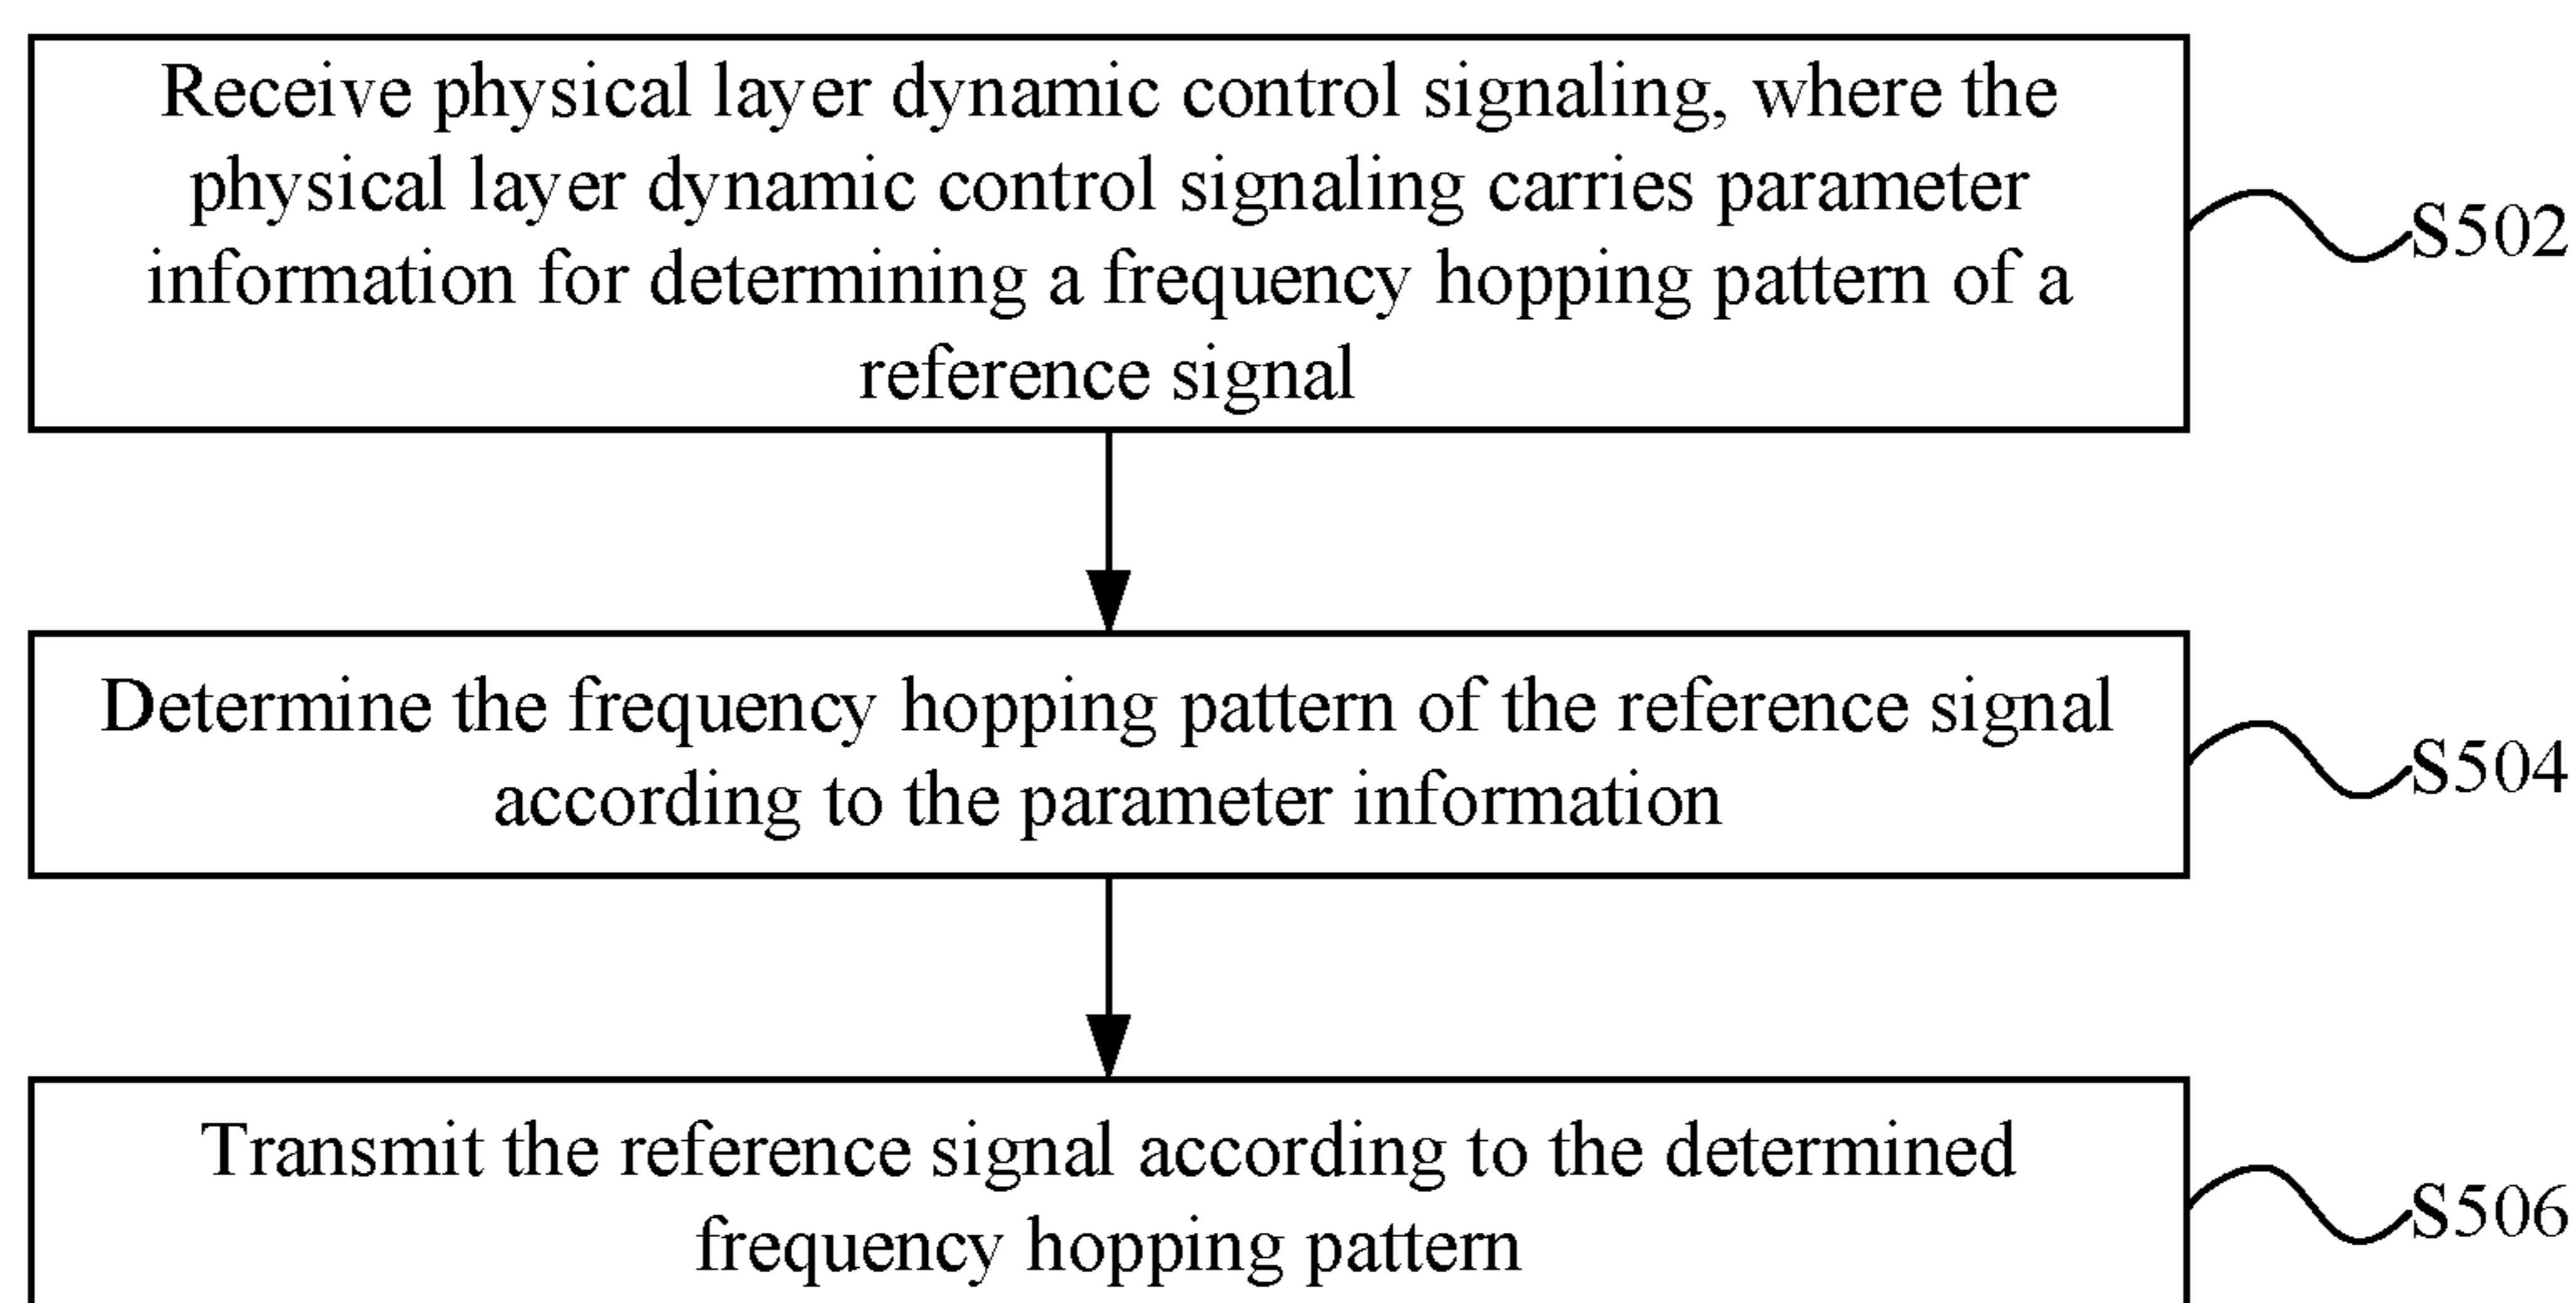 Receive physical layer dynamic control signaling, where the
physical layer dynamic control signaling carries parameter
information for determining a frequency hopping pattern of a
reference signal
S502
Determine the frequency hopping pattern of the reference signal
according to the parameter information
S504
Transmit the reference signal according to the determined
frequency hopping pattern
S506